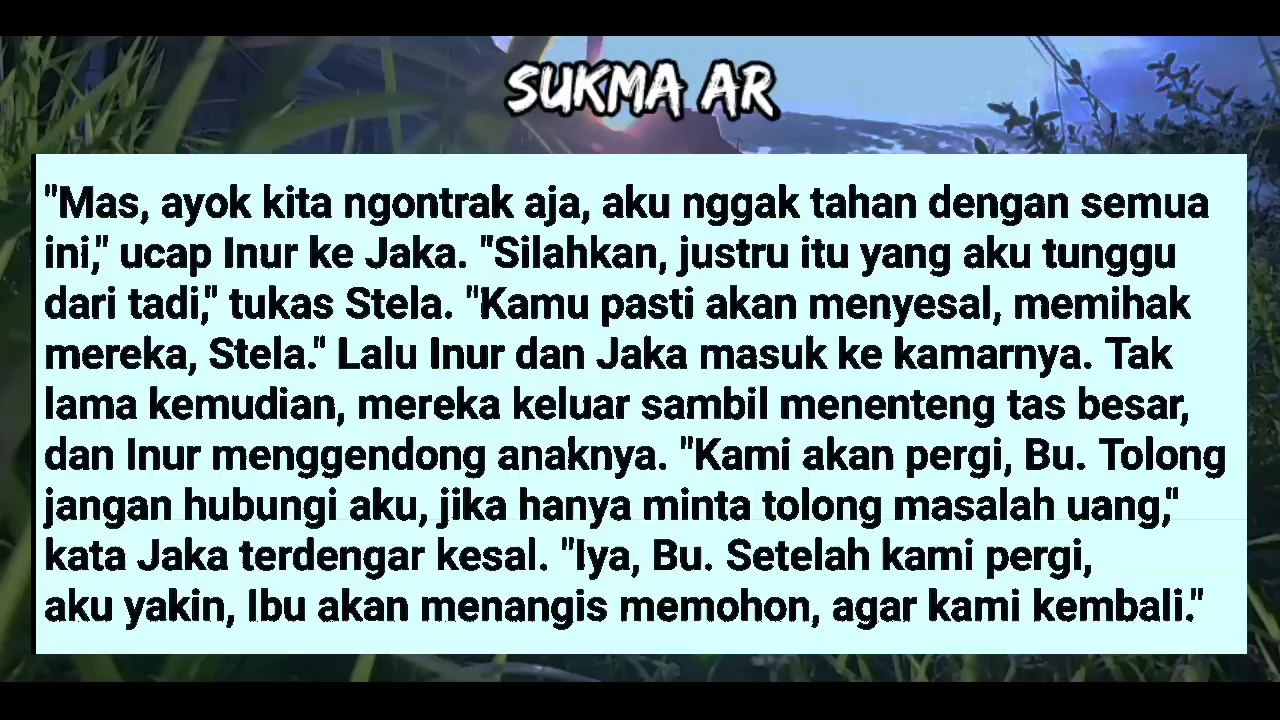 SUKMA AR
"Mas, ayok kita ngontrak aja, aku nggak tahan dengan semua
ini," ucap Inur ke Jaka. "Silahkan, justru itu yang aku tunggu
dari tadi," tukas Stela. "Kamu pasti akan menyesal, memihak
mereka, Stela." Lalu Inur dan Jaka masuk ke kamarnya. Tak
lama kemudian, mereka keluar sambil menenteng tas besar,
dan Inur menggendong anaknya. "Kami akan pergi, Bu. Tolong
jangan hubungi aku, jika hanya minta tolong masalah uang,"
kata Jaka terdengar kesal. "Iya, Bu. Setelah kami pergi,
aku yakin, Ibu akan menangis memohon, agar kami kembali."